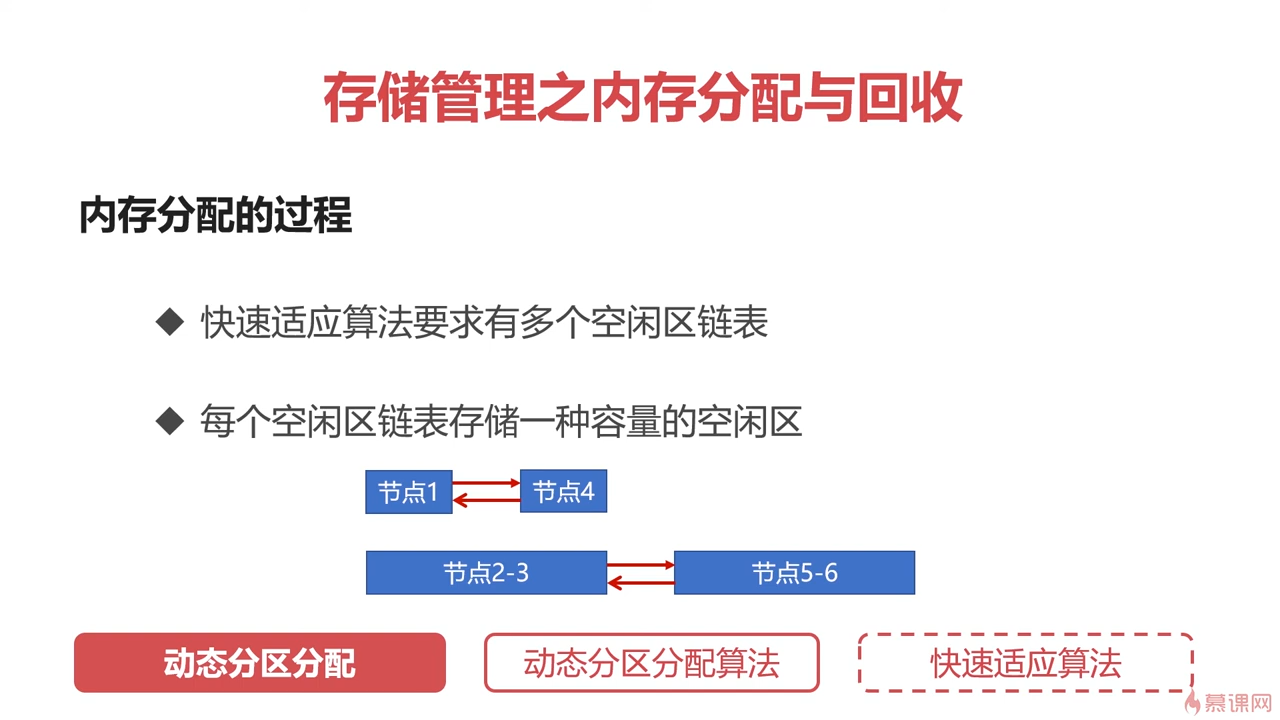 存储管理之内存分配与回收
内存分配的过程
快速适应算法要求有多个空闲区链表
每个空闲区链表存储一种容量的空闲区
节点1 节点4
节点2-3 节点5-6
动态分区分配 动态分区分配算法 快速适应算法
慕课网